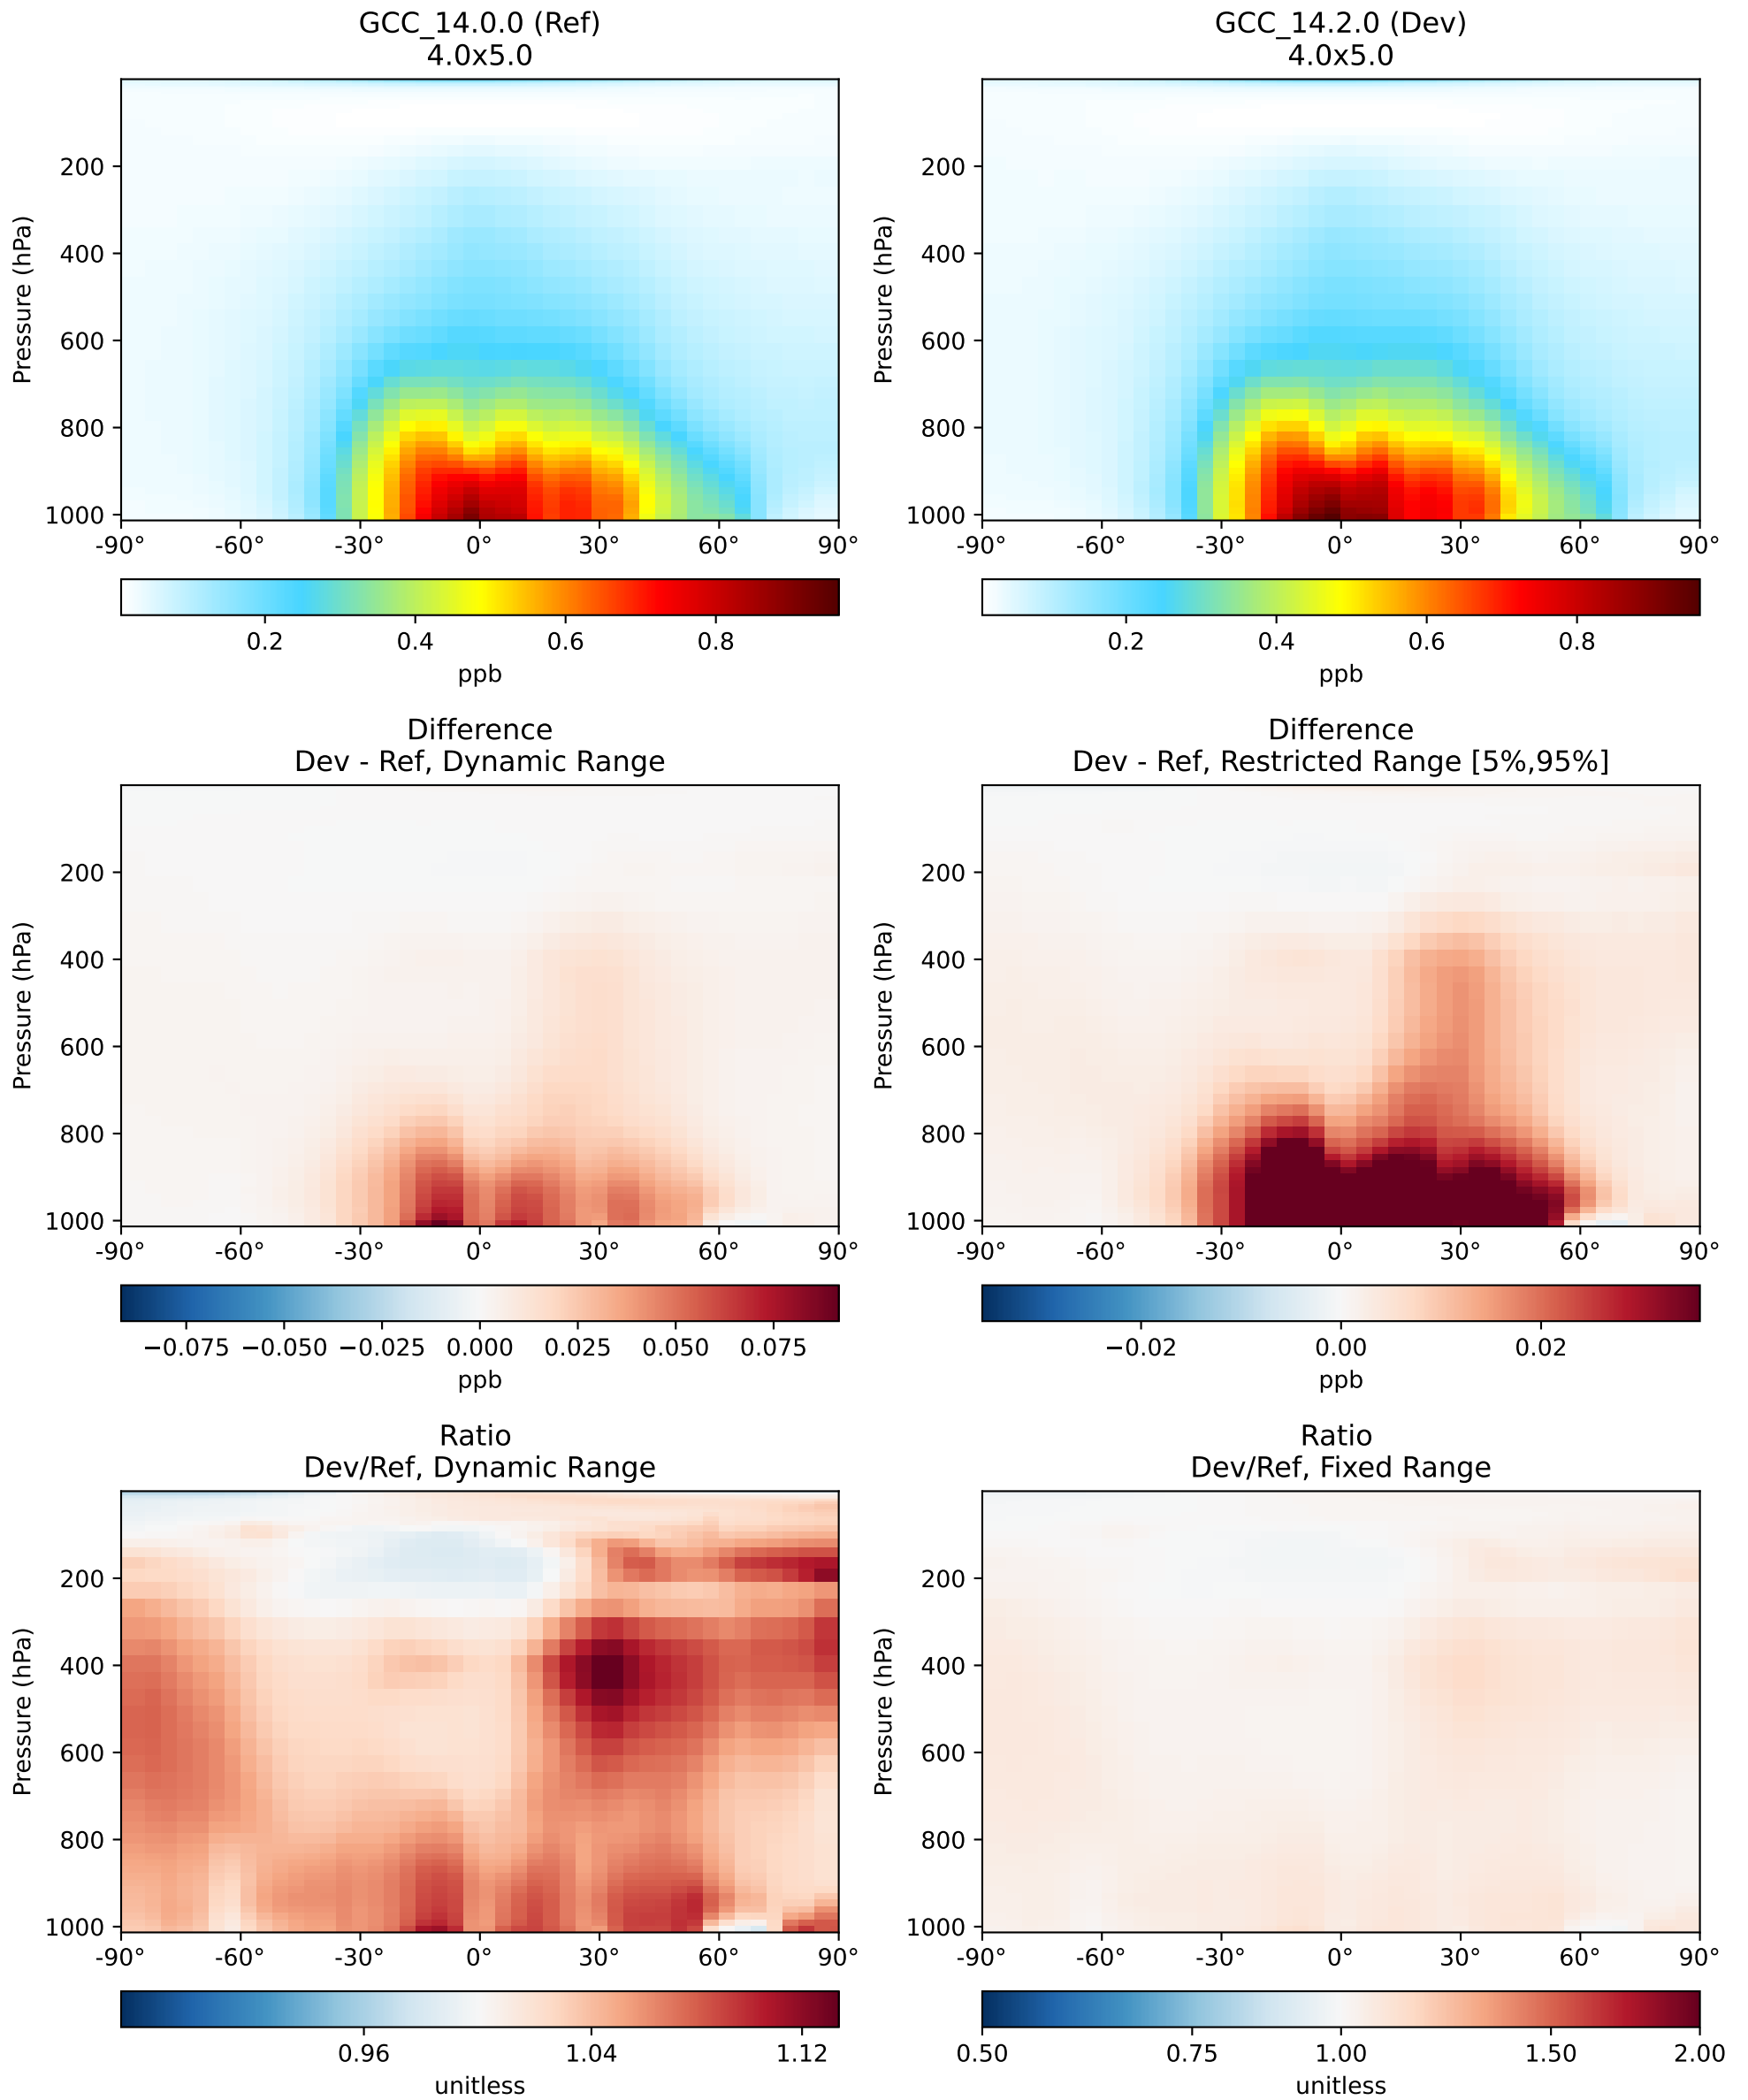 GCC_14.0.0 (Ref)
4.0x5.0
GCC_14.2.0 (Dev)
4.0x5.0
Pressure (hPa)
200
400
600
800
1000
-90° -60° -30° 0° 30° 60° 90°
0.2 0.4 0.6 0.8
ppb
Pressure (hPa)
200
400
600
800
1000
-90° -60° -30° 0° 30° 60° 90°
0.2 0.4 0.6 0.8
ppb
Difference
Dev - Ref, Dynamic Range
Difference
Dev - Ref, Restricted Range [5%,95%]
Pressure (hPa)
200
400
600
800
1000
-90° -60° -30° 0° 30° 60° 90°
−0.075 −0.050 −0.025 0.000 0.025 0.050 0.075
ppb
Pressure (hPa)
200
400
600
800
1000
-90° -60° -30° 0° 30° 60° 90°
−0.02 0.00 0.02
ppb
Ratio
Dev/Ref, Dynamic Range
Ratio
Dev/Ref, Fixed Range
Pressure (hPa)
200
400
600
800
1000
-90° -60° -30° 0° 30° 60° 90°
0.96 1.04 1.12
unitless
Pressure (hPa)
200
400
600
800
1000
-90° -60° -30° 0° 30° 60° 90°
0.50 0.75 1.00 1.50 2.00
unitless